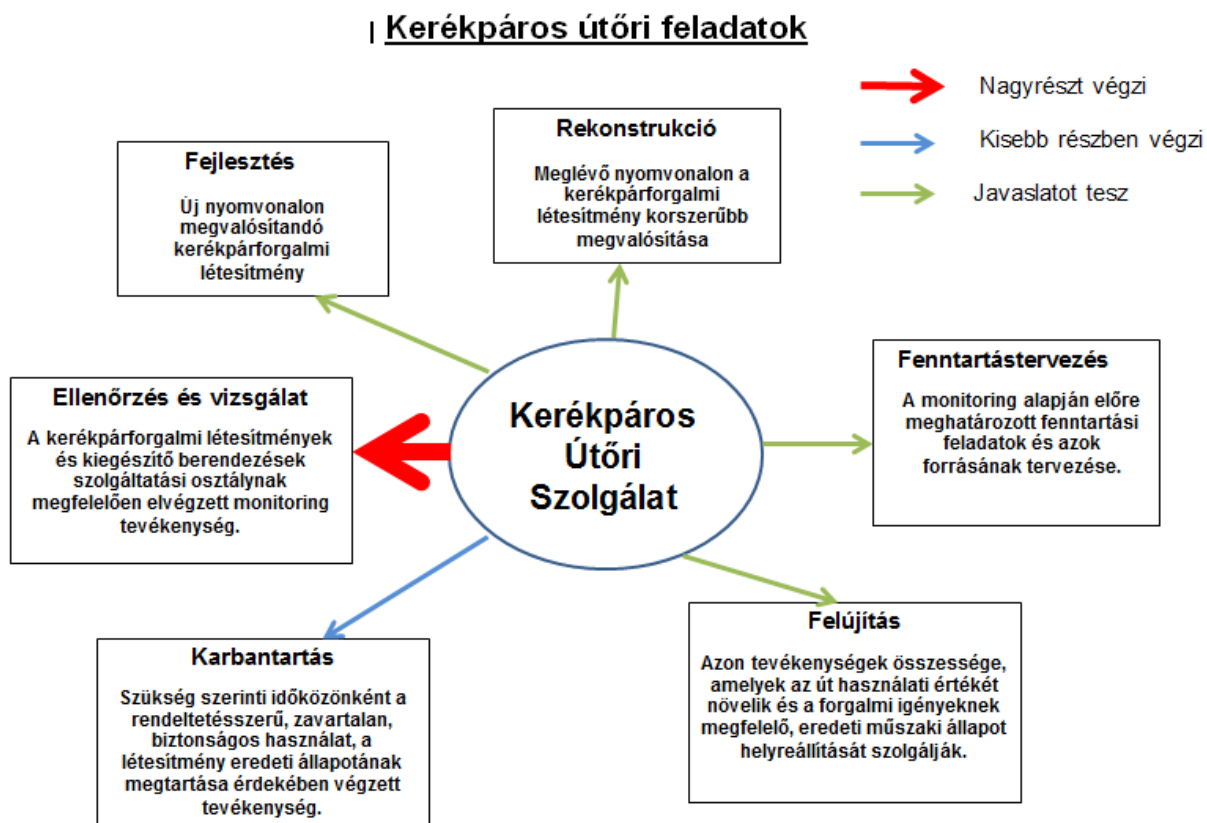 Kerékpáros útőri feladatok
Nagyrészt végzi
Kisebb részben végzi
Javaslatot tesz
Fejlesztés
Új nyomvonalon
megvalósítandó
kerékpárforgalmi
létesítmény
Rekonstrukció
Meglévő nyomvonalon a
kerékpárforgalmi
létesítmény korszerűbb
megvalósítása
Ellenőrzés és vizsgálat
A kerékpárforgalmi létesítmények
és kiegészítő berendezések
szolgáltatási osztálynak
megfelelően elvégzett monitoring
tevékenység.
Kerékpáros
Útőri
Szolgálat
Fenntartástervezés
A monitoring alapján előre
meghatározott fenntartási
feladatok és azok
forrásának tervezése.
Karbantartás
Szükség szerinti időközönként a
rendeltetésszerű, zavartalan,
biztonságos használat, a
létesítmény eredeti állapotának
megtartása érdekében végzett
tevékenység.
Felújítás
Azon tevékenységek összessége,
amelyek az út használati értékét
növelik és a forgalmi igényeknek
megfelelő, eredeti műszaki állapot
helyreállítását szolgálják.